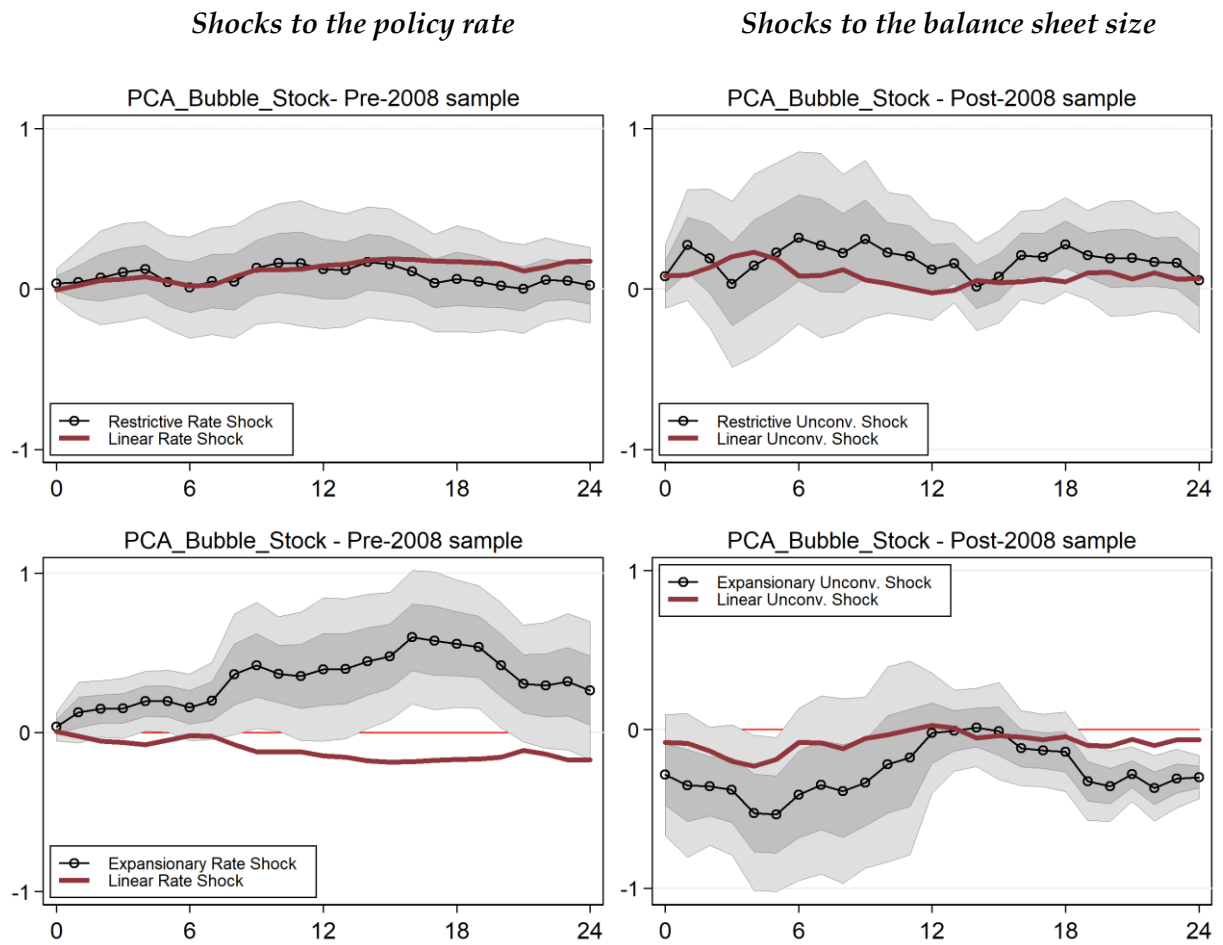 Shocks to the policy rate
Shocks to the balance sheet size
PCA_Bubble_Stock- Pre-2008 sample
1
0
-1
Restrictive Rate Shock
Linear Rate Shock
0 6 12 18 24
PCA_Bubble_Stock - Post-2008 sample
1
0
-1
Restrictive Unconv. Shock
Linear Unconv. Shock
0 6 12 18 24
PCA_Bubble_Stock - Pre-2008 sample
1
0
-1
Expansionary Rate Shock
Linear Rate Shock
0 6 12 18 24
PCA_Bubble_Stock - Post-2008 sample
1
Expansionary Unconv. Shock
Linear Unconv. Shock
0
-1
0 6 12 18 24